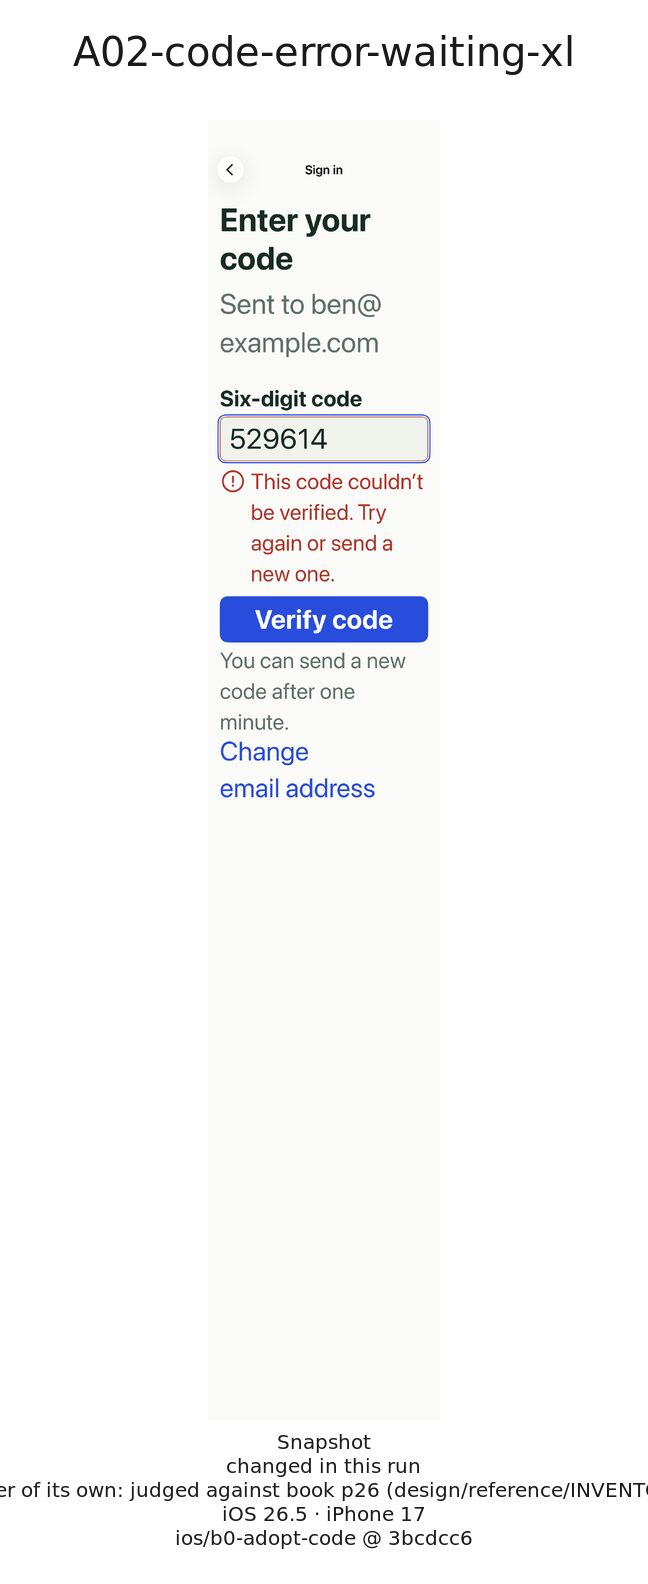 A02-code-error-waiting-xl
Sign in
Enter your
code
Sent to ben@
example.com
Six-digit code
529614
This code couldn’t
be verified. Try
again or send a
new one.
Verify code
You can send a new
code after one
minute.
Change
email address
Snapshot
changed in this run
of its own: judged against book p26 (design/reference/
iOS 26.5 · iPhone 17
ios/b0-adopt-code @ 3bcdcc6